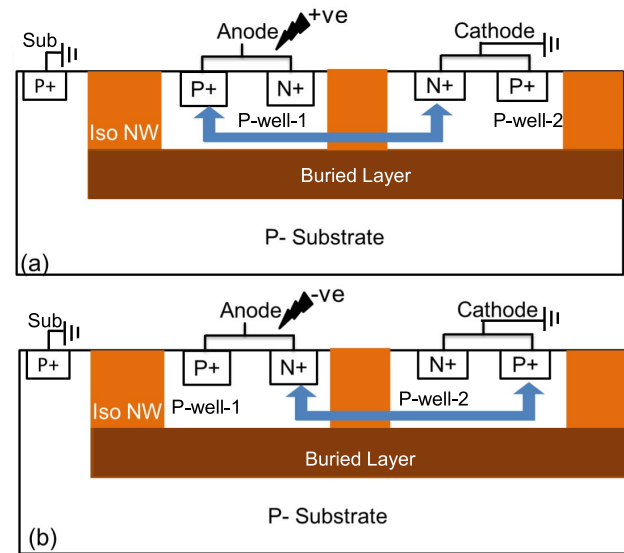 Sub Anode +ve Cathode
P+ P+ N+ N+ P+
Iso NW P-well-1 P-well-2
Buried Layer
P- Substrate
(a)
Sub Anode -ve Cathode
P+ P+ N+ N+ P+
Iso NW P-well-1 P-well-2
Buried Layer
P- Substrate
(b)